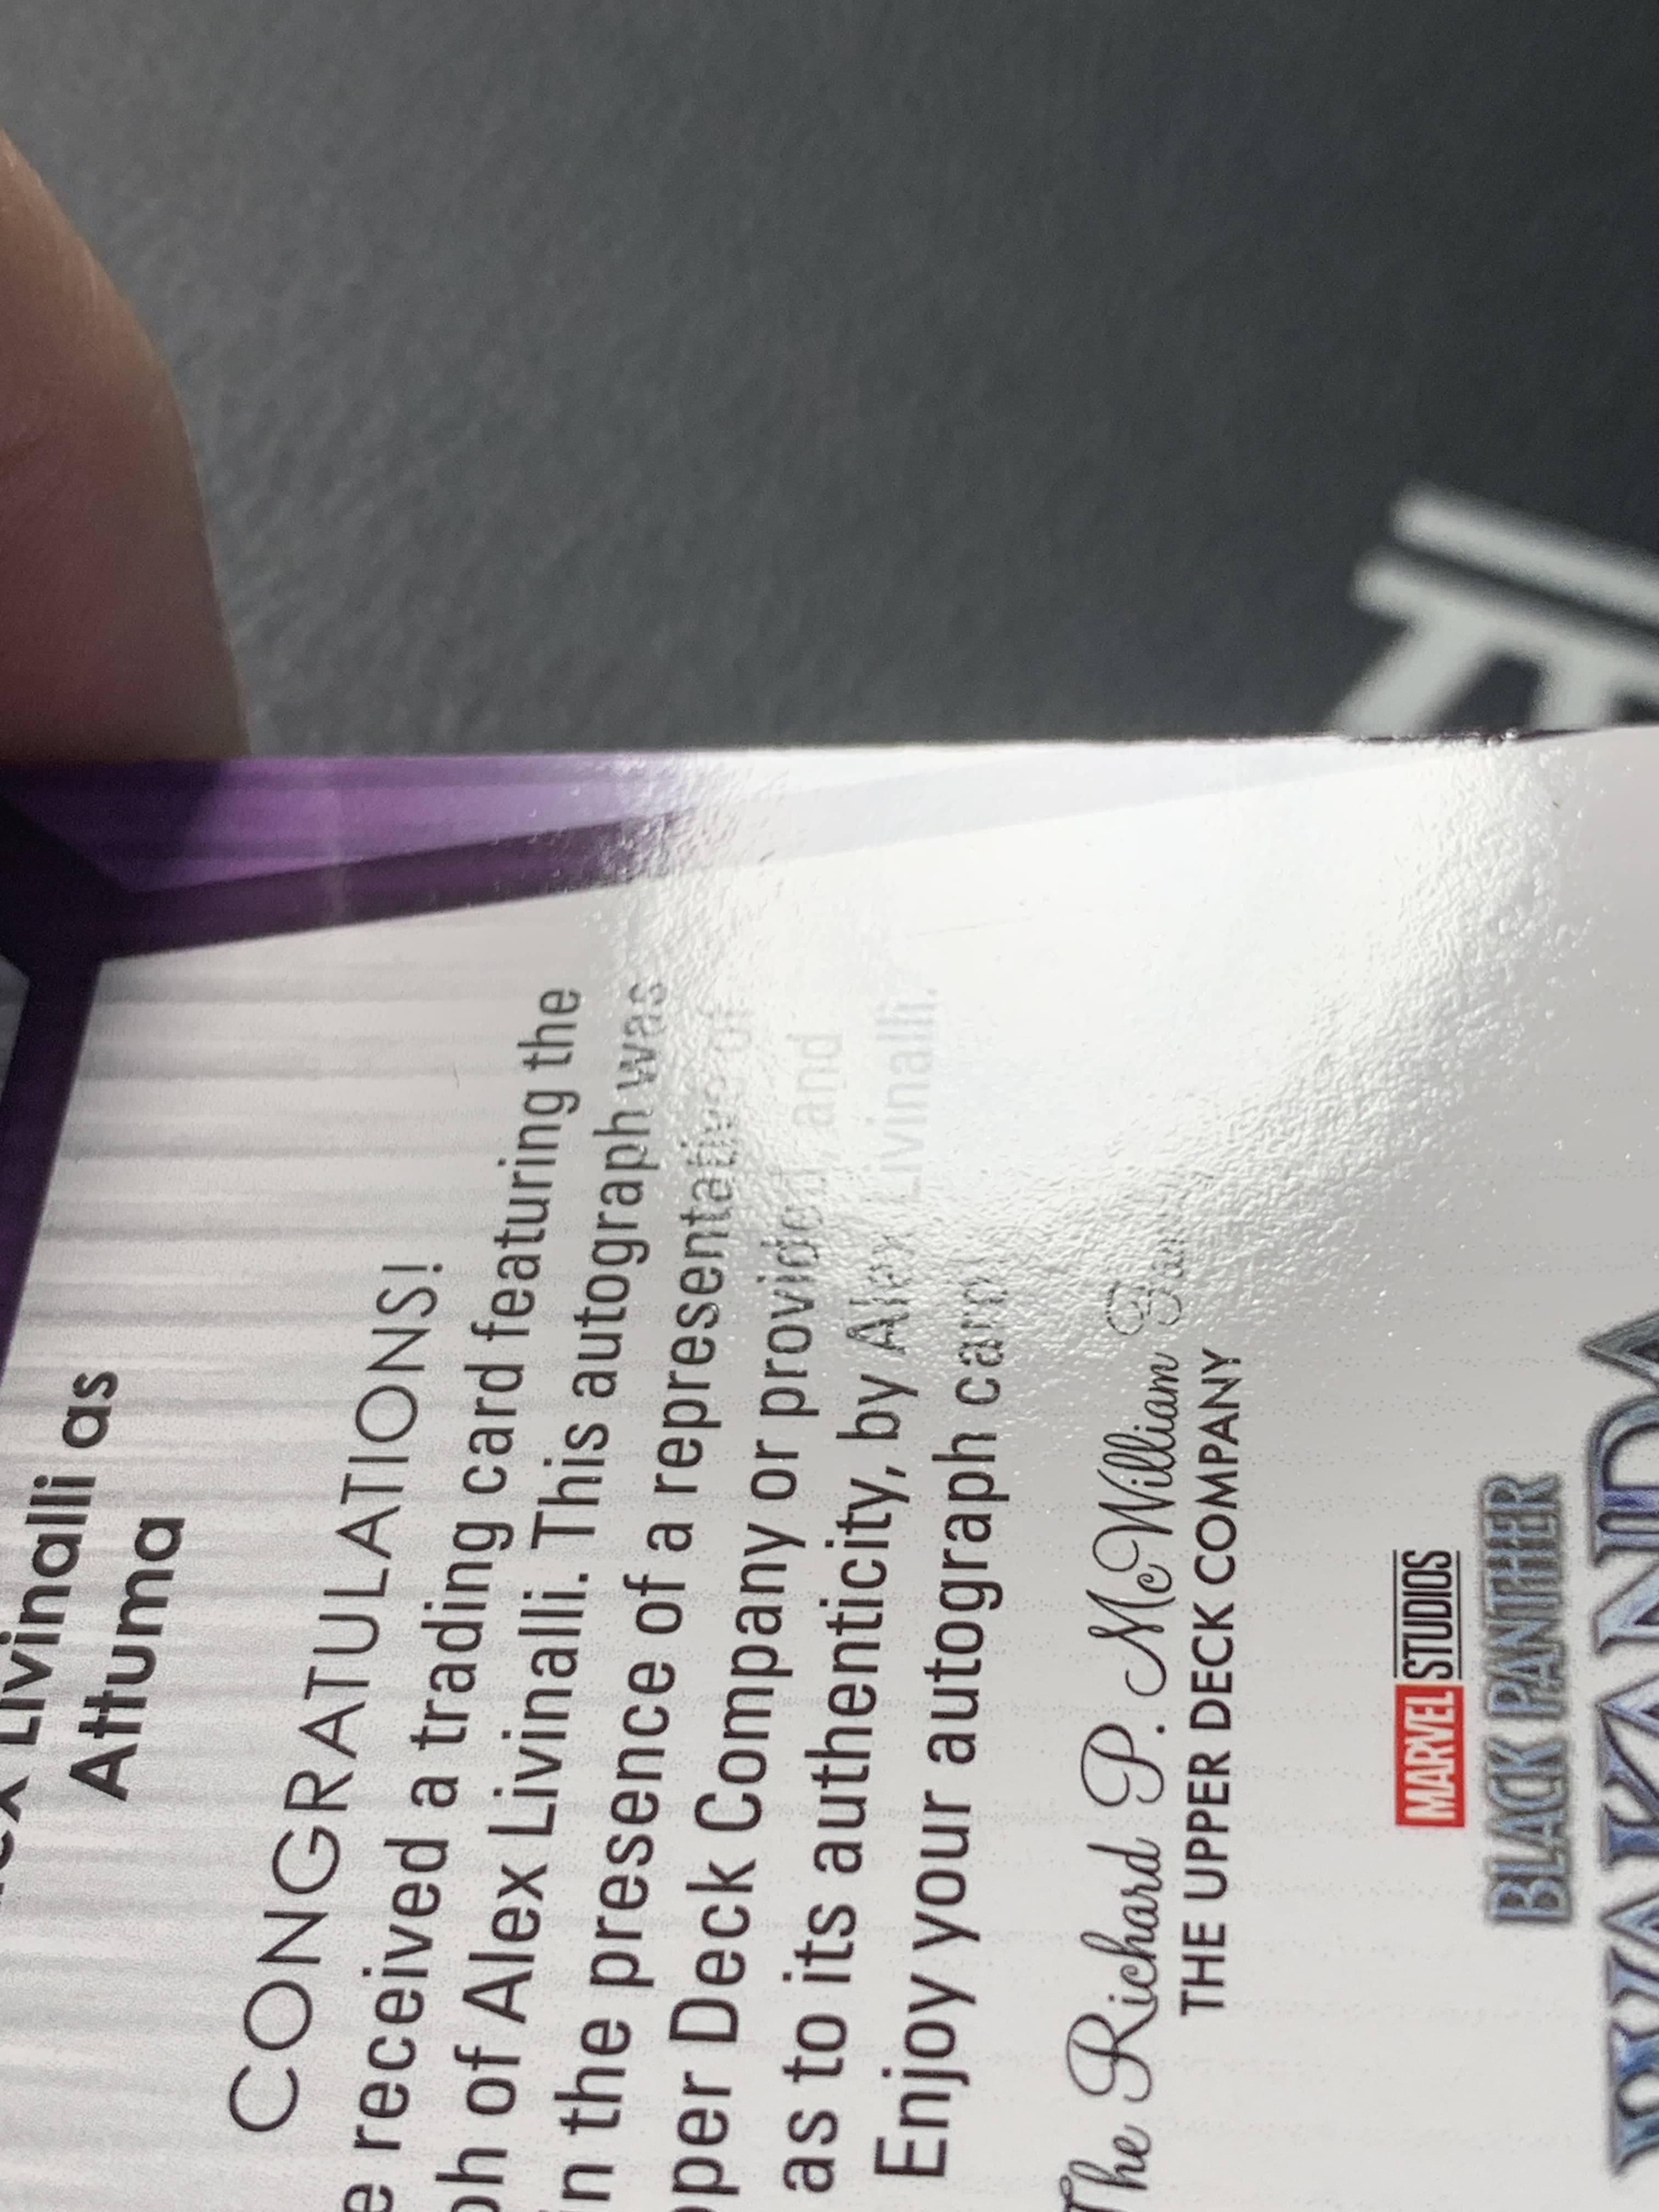 Livinalli as
Attuma
CONGRATULATIONS!
received a trading card featuring the
of Alex Livinalli. This autograph was
in the presence of a representative of
Deck Company or provided, and
as to its authenticity, by Alex Livinalli.
Enjoy your autograph card!
The Richard P. McWilliam
THE UPPER DECK COMPANY
MARVEL STUDIOS
BLACK PANTHER
WAKANDA